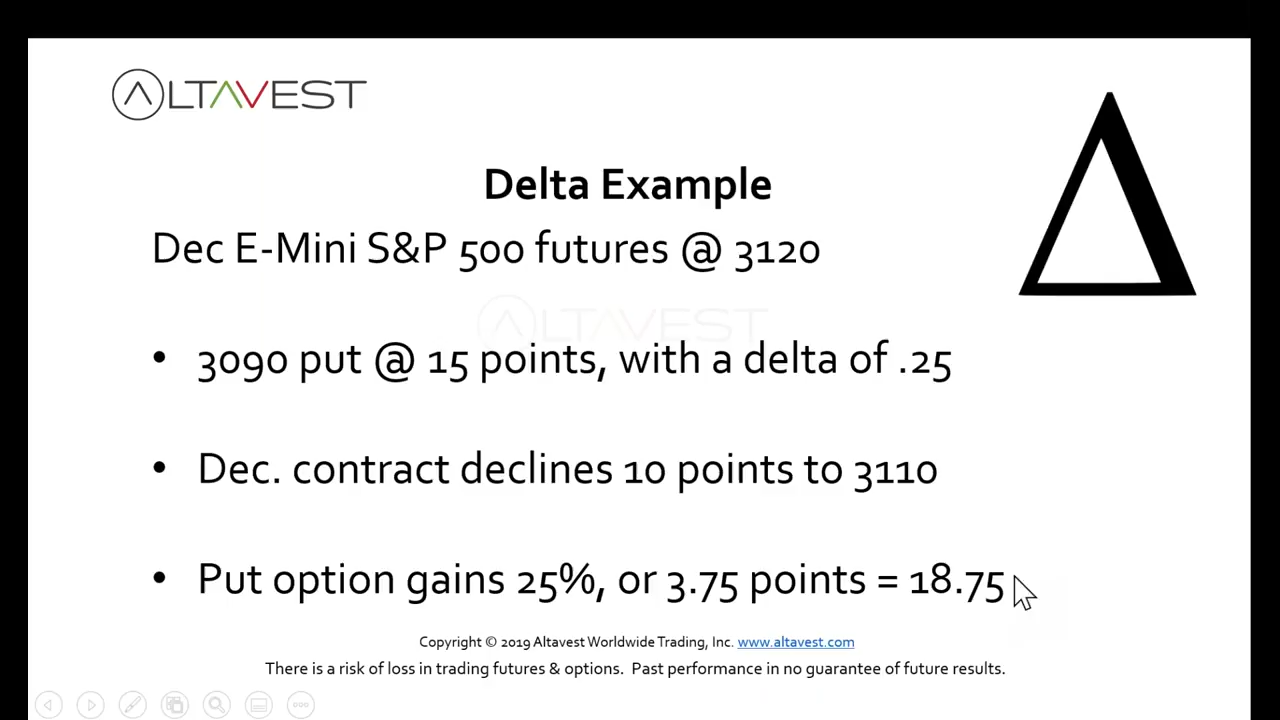 ALTAVEST
Delta Example
Dec E-Mini S&P 500 futures @ 3120
ALTAVEST
• 3090 put @ 15 points, with a delta of .25
• Dec. contract declines 10 points to 3110
• Put option gains 25%, or 3.75 points = 18.75
Copyright © 2019 Altavest Worldwide Trading, Inc. www.altavest.com
There is a risk of loss in trading futures & options. Past performance in no guarantee of future results.